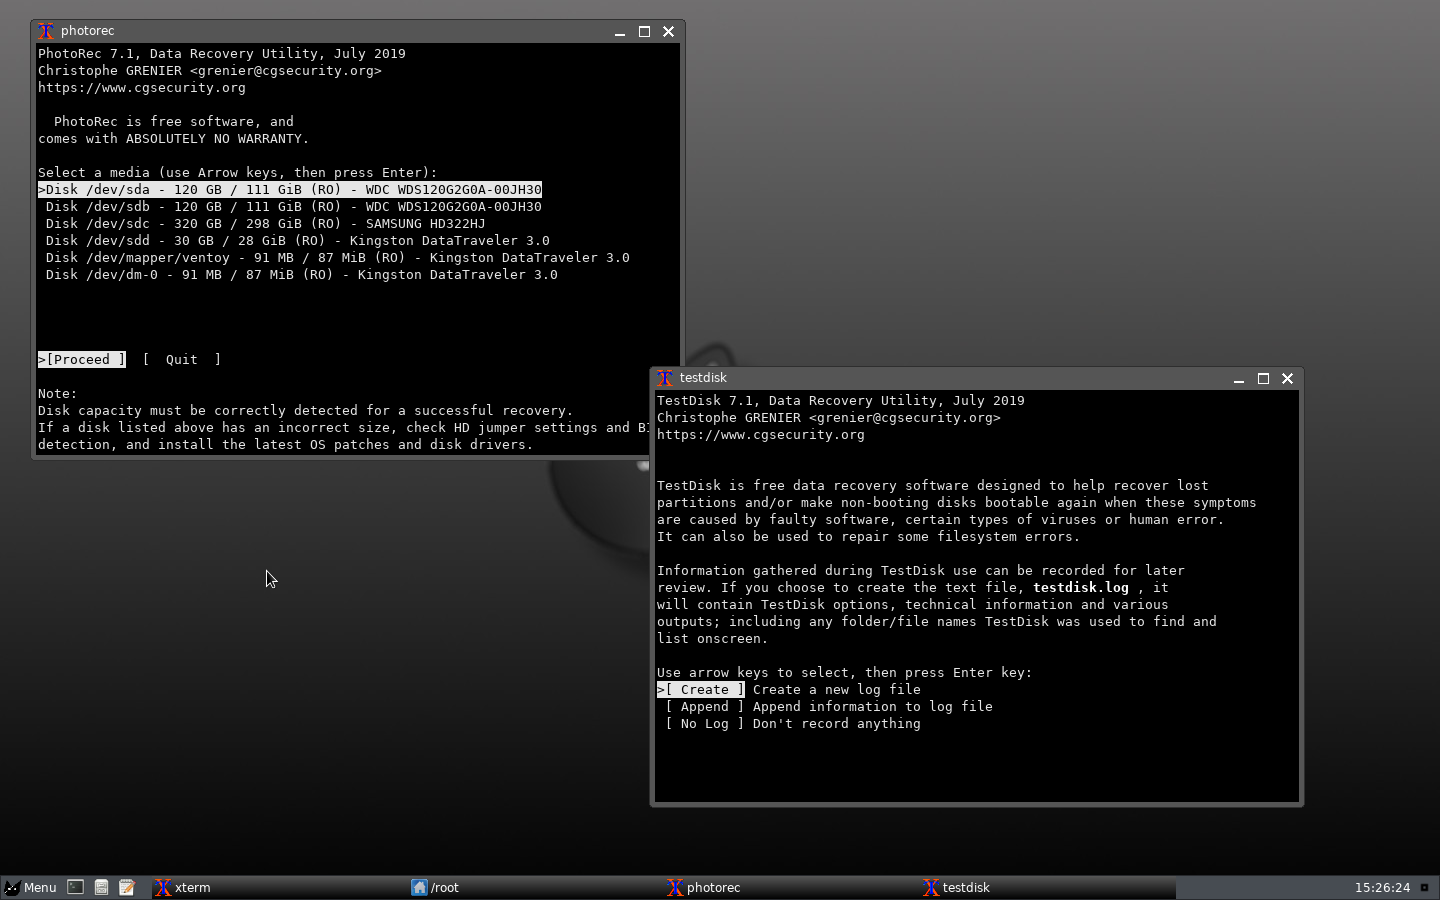 photorec
PhotoRec 7.1, Data Recovery Utility, July 2019
Christophe GRENIER <grenier@cgsecurity.org>
https://www.cgsecurity.org
PhotoRec is free software, and
comes with ABSOLUTELY NO WARRANTY.
Select a media (use Arrow keys, then press Enter):
>Disk /dev/sda - 120 GB / 111 GiB (RO) - WDC WDS120G2G0A-00JH30
Disk /dev/sdb - 120 GB / 111 GiB (RO) - WDC WDS120G2G0A-00JH30
Disk /dev/sdc - 320 GB / 298 GiB (RO) - SAMSUNG HD322HJ
Disk /dev/sdd - 30 GB / 28 GiB (RO) - Kingston DataTraveler 3.0
Disk /dev/mapper/ventoy - 91 MB / 87 MiB (RO) - Kingston DataTraveler 3.0
Disk /dev/dm-0 - 91 MB / 87 MiB (RO) - Kingston DataTraveler 3.0
>[Proceed ]  [  Quit  ]
Note:
Disk capacity must be correctly detected for a successful recovery.
If a disk listed above has an incorrect size, check HD jumper settings and
detection, and install the latest OS patches and disk drivers.
testdisk
TestDisk 7.1, Data Recovery Utility, July 2019
Christophe GRENIER <grenier@cgsecurity.org>
https://www.cgsecurity.org
TestDisk is free data recovery software designed to help recover lost
partitions and/or make non-booting disks bootable again when these symptoms
are caused by faulty software, certain types of viruses or human error.
It can also be used to repair some filesystem errors.
Information gathered during TestDisk use can be recorded for later
review. If you choose to create the text file, testdisk.log , it
will contain TestDisk options, technical information and various
outputs; including any folder/file names TestDisk was used to find and
list onscreen.
Use arrow keys to select, then press Enter key:
>[ Create ] Create a new log file
[ Append ] Append information to log file
[ No Log ] Don't record anything
Menu
xterm
/root
photorec
testdisk
15:26:24